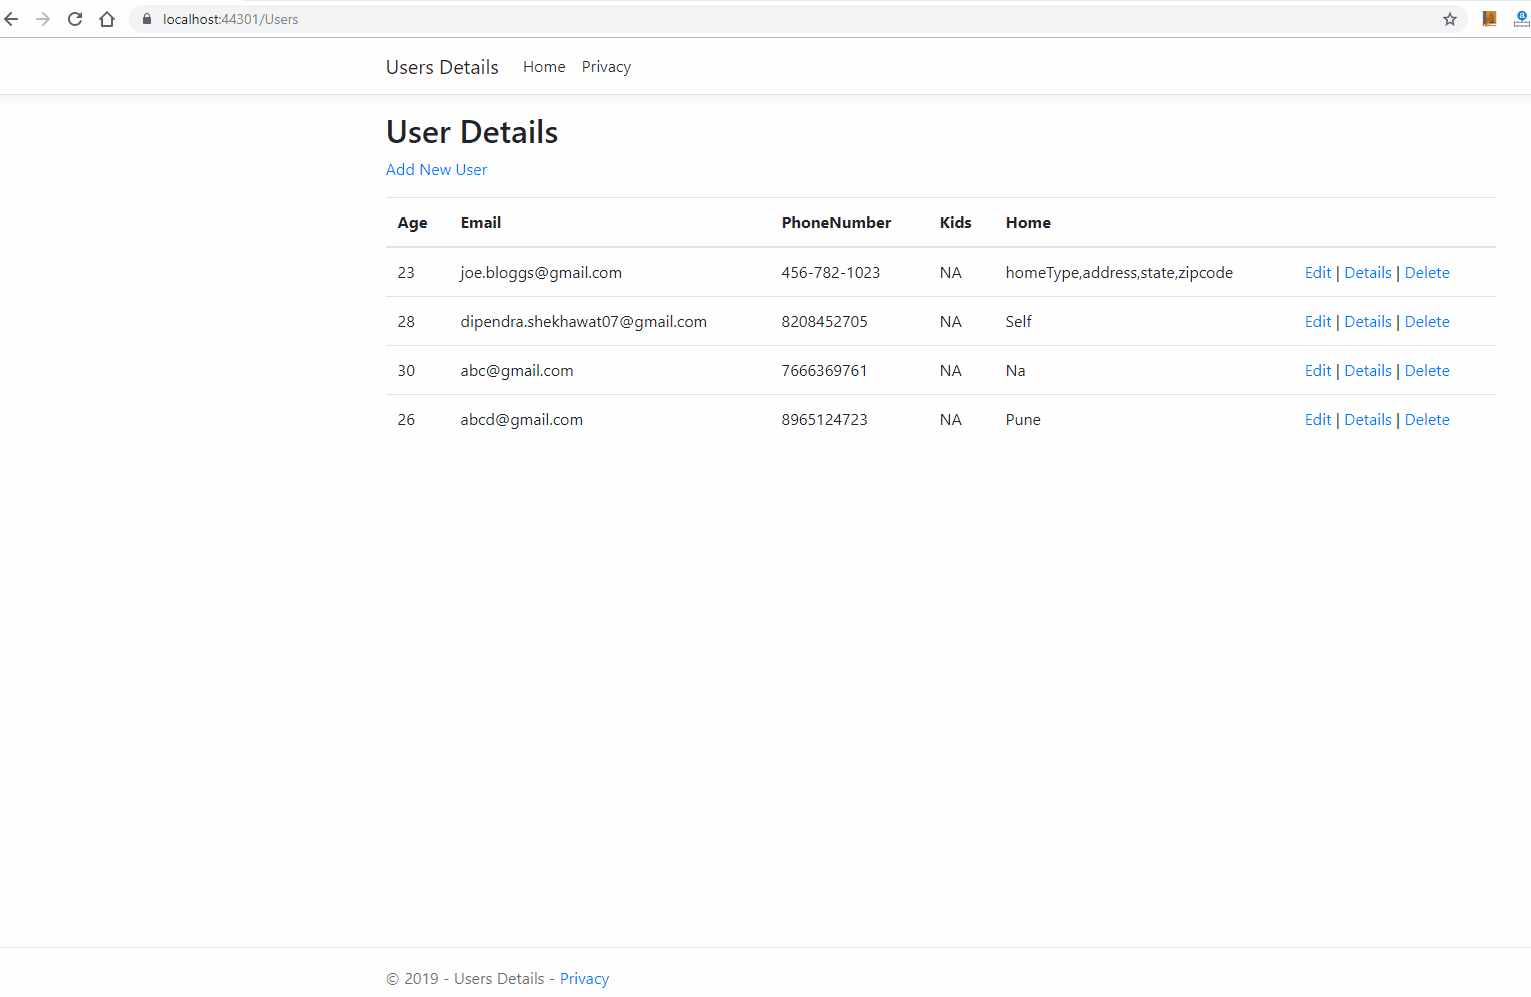 localhost:44301/Users
Users Details Home Privacy
User Details
Add New User
Age Email PhoneNumber Kids Home
23 joe.bloggs@gmail.com 456-782-1023 NA homeType,address,state,zipcode Edit | Details | Delete
28 dipendra.shekhawat07@gmail.com 8208452705 NA Self Edit | Details | Delete
30 abc@gmail.com 7666369761 NA Na Edit | Details | Delete
26 abcd@gmail.com 8965124723 NA Pune Edit | Details | Delete
© 2019 - Users Details - Privacy